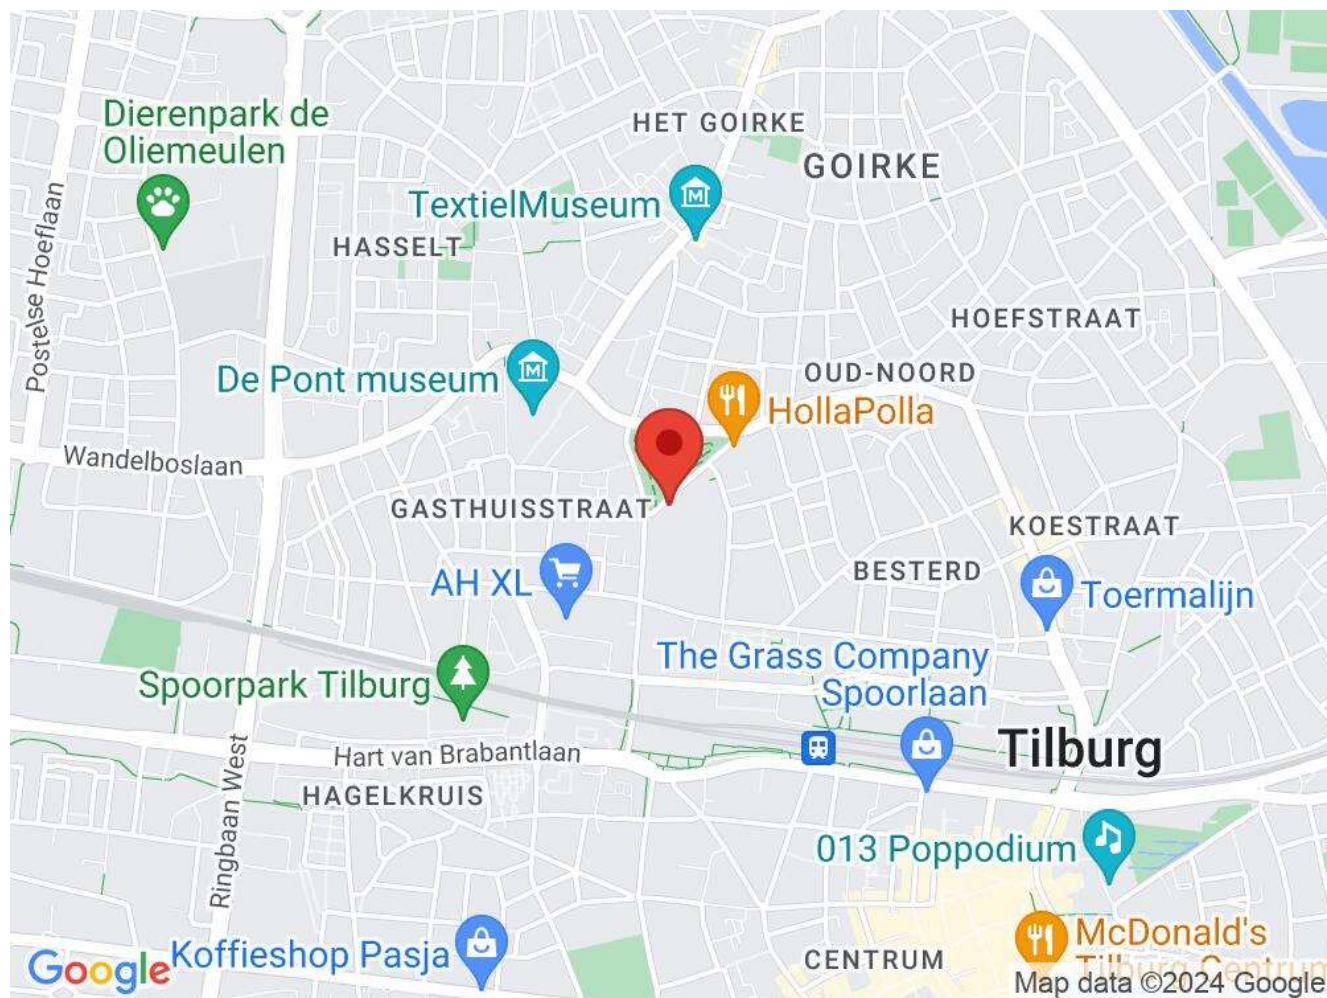 Dierenpark de
Oliemeulen
HET GOIRKE
GOIRKE
TextielMuseum
HASSELT
Postelse Hoeflaan
HOEFSTRAAT
De Pont museum
OUD-NOORD
HollaPolla
Wandelboslaan
GASTHUISSTRAAT
KOESTRAAT
AH XL
BESTERD
Toermalijn
The Grass Company
Spoorlaan
Spoorpark Tilburg
Tilburg
Hart van Brabantlaan
HAGELKRUIS
Ringbaan West
013 Poppodium
Koffieshop Pasja
CENTRUM
McDonald's
Tilburg Centrum
Google
Map data ©2024 Google